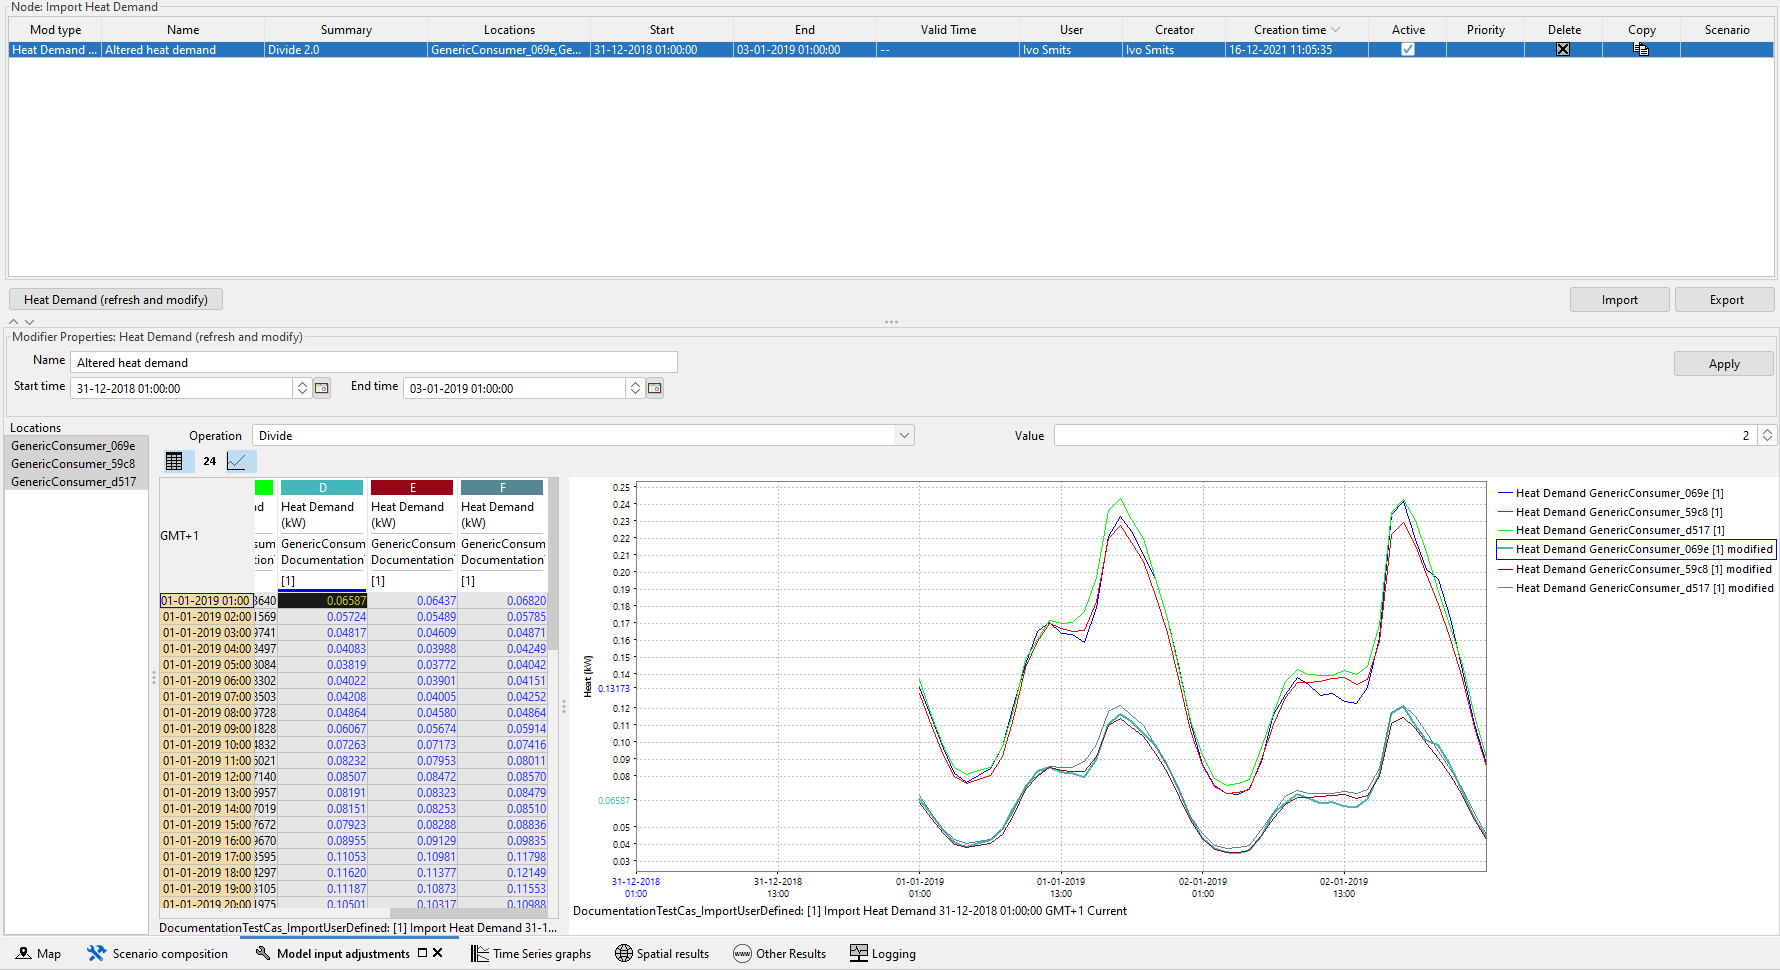 Node: Import Heat Demand
Mod type Name Summary Locations Start End Valid Time User Creator Creation time Active Priority Delete Copy Scenario
Heat Demand ... Altered heat demand Divide 2.0 GenericConsumer_069e,Ge... 31-12-2018 01:00:00 03-01-2019 01:00:00 -- Ivo Smits Ivo Smits 16-12-2021 11:05:35
Heat Demand (refresh and modify) Import Export
Modifier Properties: Heat Demand (refresh and modify)
Name Altered heat demand
Apply
Start time 31-12-2018 01:00:00 End time 03-01-2019 01:00:00
Locations
GenericConsumer_069e
GenericConsumer_59c8
GenericConsumer_d517
Operation Divide Value 2
24
D E F
nd Heat Demand (kW) Heat Demand (kW) Heat Demand (kW)
GMT+1
sum GenericConsum GenericConsum GenericConsum
tion Documentation Documentation Documentation
[1] [1] [1]
01-01-2019 01:00 3640 0.06587 0.06437 0.06820
01-01-2019 02:00 1569 0.05724 0.05489 0.05785
01-01-2019 03:00 9741 0.04817 0.04609 0.04871
01-01-2019 04:00 8497 0.04083 0.03988 0.04249
01-01-2019 05:00 8084 0.03819 0.03772 0.04042
01-01-2019 06:00 8302 0.04022 0.03901 0.04151
01-01-2019 07:00 8503 0.04208 0.04005 0.04252
01-01-2019 08:00 9728 0.04864 0.04580 0.04864
01-01-2019 09:00 1828 0.06067 0.05674 0.05914
01-01-2019 10:00 4832 0.07263 0.07173 0.07416
01-01-2019 11:00 6021 0.08232 0.07953 0.08011
01-01-2019 12:00 7140 0.08507 0.08472 0.08570
01-01-2019 13:00 6957 0.08191 0.08323 0.08479
01-01-2019 14:00 7019 0.08151 0.08253 0.08510
01-01-2019 15:00 7672 0.07923 0.08288 0.08836
01-01-2019 16:00 9670 0.08955 0.09129 0.09835
01-01-2019 17:00 3595 0.11053 0.10981 0.11798
01-01-2019 18:00 4297 0.11620 0.11377 0.12149
01-01-2019 19:00 3105 0.11187 0.10873 0.11553
01-01-2019 20:00 1975 0.10501 0.10317 0.10988
DocumentationTestCas_ImportUserDefined: [1] Import Heat Demand 31-1...
Heat [kW]
0.25
0.24
0.23
0.22
0.21
0.20
0.19
0.18
0.17
0.16
0.15
0.14
0.13173
0.12
0.11
0.10
0.09
0.08
0.06587
0.05
0.04
0.03
31-12-2018 01:00
31-12-2018 13:00
01-01-2019 01:00
01-01-2019 13:00
02-01-2019 01:00
02-01-2019 13:00
Heat Demand GenericConsumer_069e [1]
Heat Demand GenericConsumer_59c8 [1]
Heat Demand GenericConsumer_d517 [1]
Heat Demand GenericConsumer_069e [1] modified
Heat Demand GenericConsumer_59c8 [1] modified
Heat Demand GenericConsumer_d517 [1] modified
DocumentationTestCas_ImportUserDefined: [1] Import Heat Demand 31-12-2018 01:00:00 GMT+1 Current
Map Scenario composition Model input adjustments Time Series graphs Spatial results www Other Results Logging